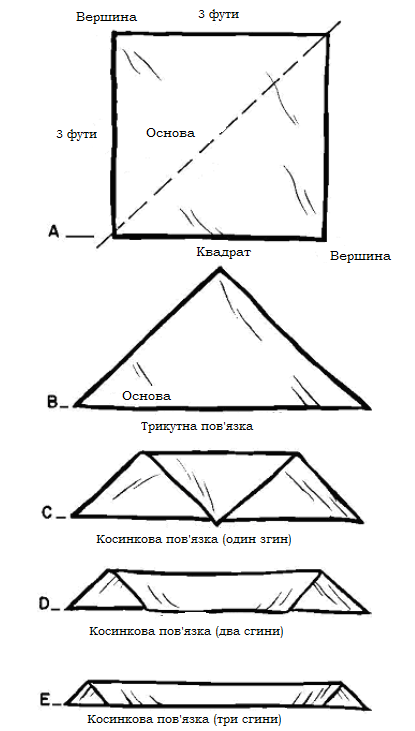 Вершина
3 фути
3 фути
Основа
A
Квадрат
Вершина
B
Основа
Трикутна пов'язка
C
Косинкова пов'язка (один згин)
D
Косинкова пов'язка (два сгини)
E
Косинкова пов'язка (три сгини)